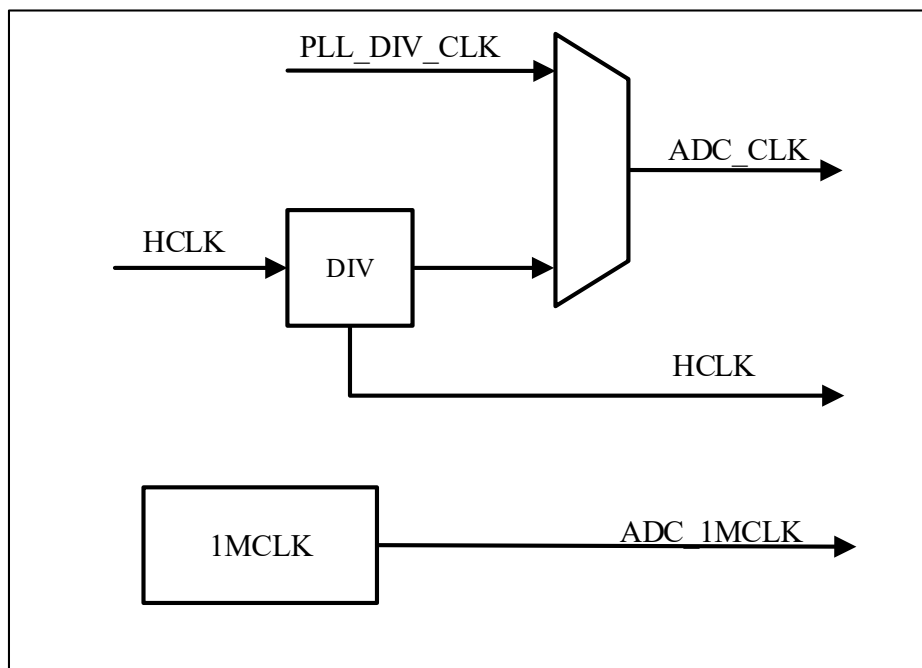 PLL_DIV_CLK
ADC_CLK
HCLK
DIV
HCLK
1MCLK
ADC_1MCLK